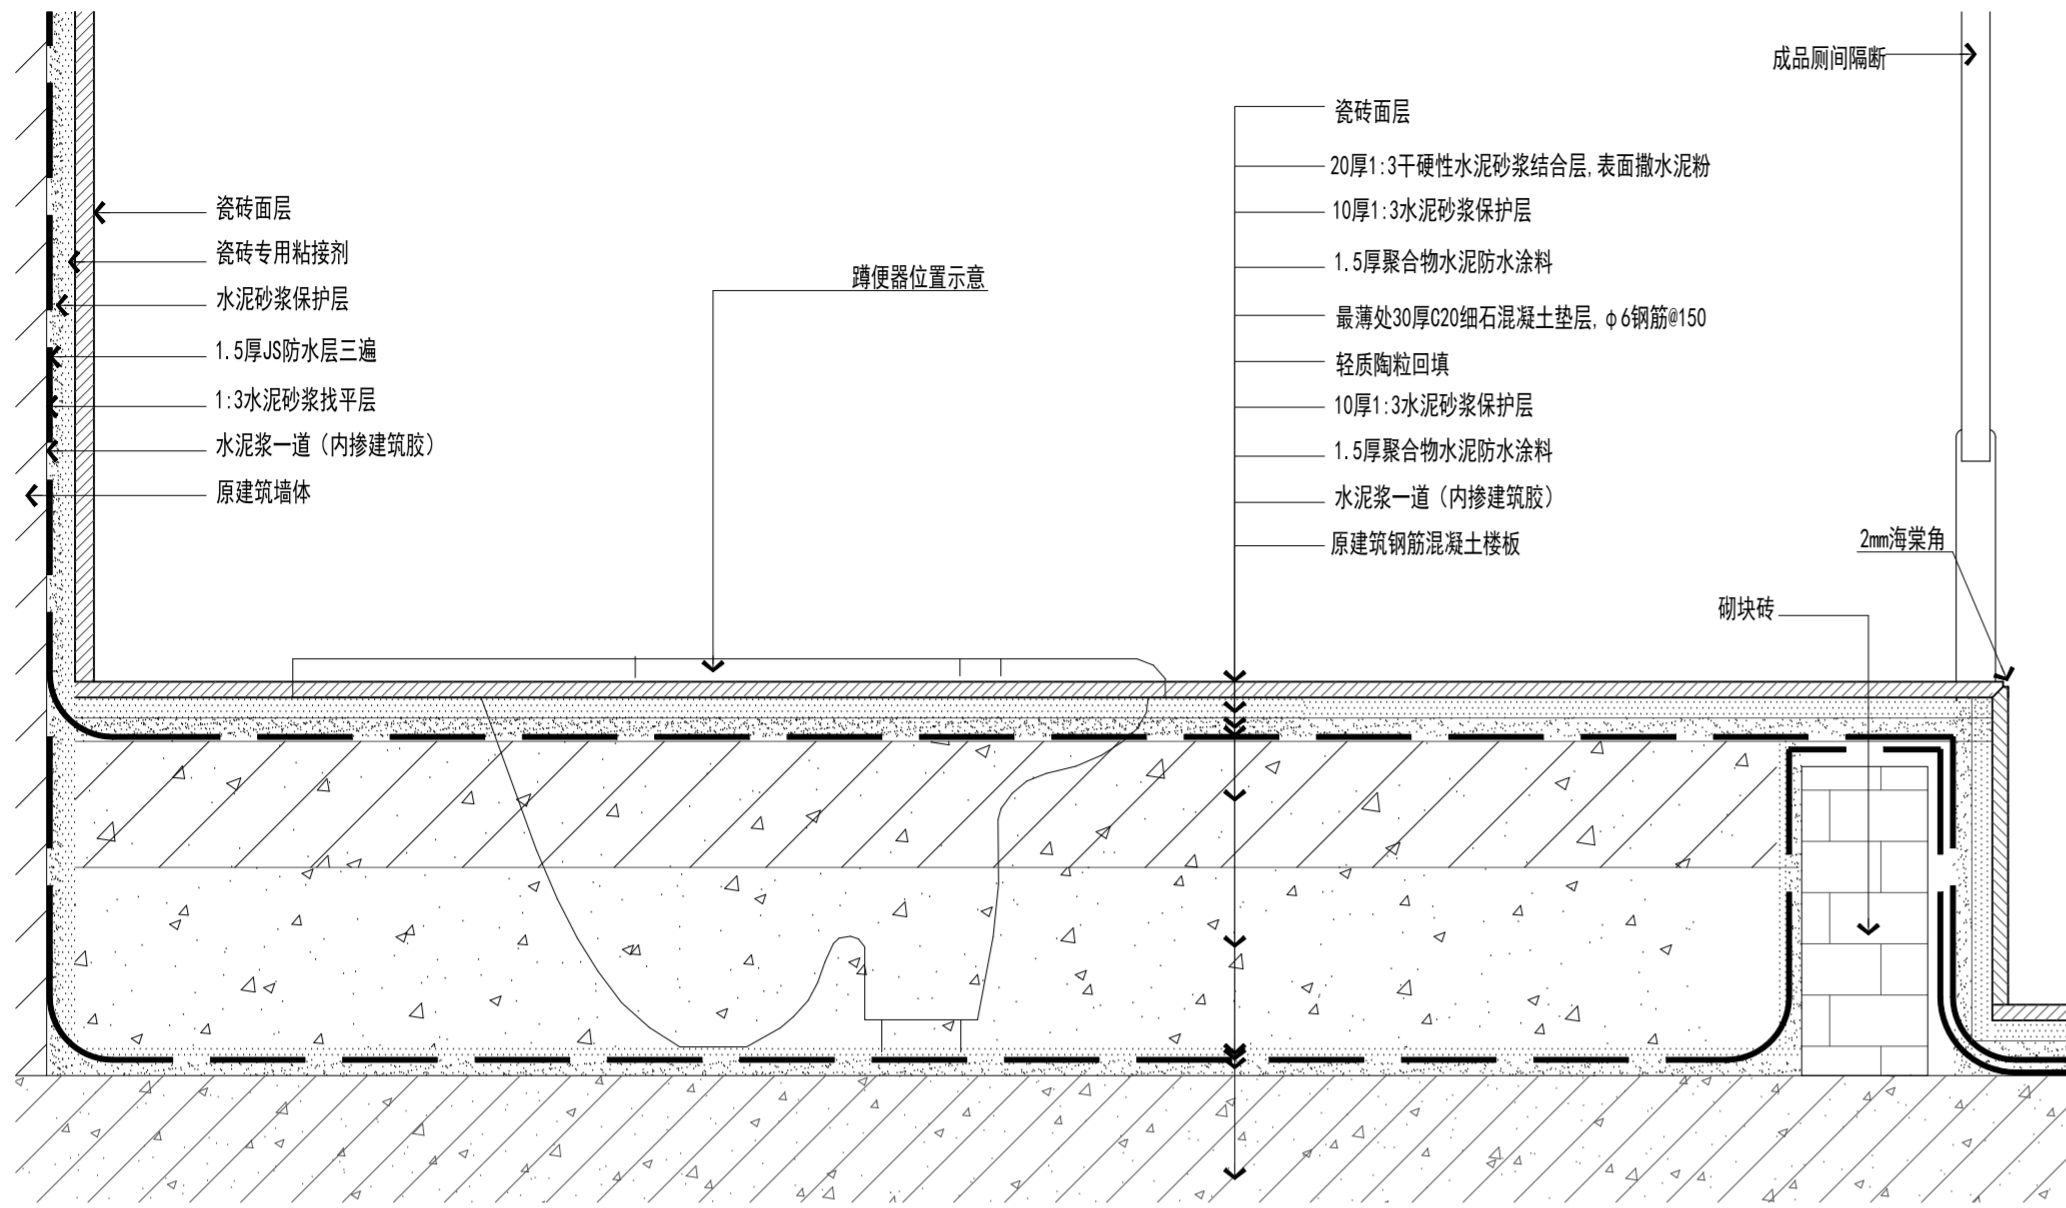 成品厕间隔断
瓷砖面层
20厚1:3干硬性水泥砂浆结合层,表面撒水泥粉
10厚1:3水泥砂浆保护层
1.5厚聚合物水泥防水涂料
最薄处30厚C20细石混凝土垫层,φ6钢筋@150
轻质陶粒回填
10厚1:3水泥砂浆保护层
1.5厚聚合物水泥防水涂料
水泥浆一道（内掺建筑胶）
原建筑钢筋混凝土楼板
瓷砖面层
瓷砖专用粘接剂
水泥砂浆保护层
1.5厚JS防水层三遍
1:3水泥砂浆找平层
水泥浆一道（内掺建筑胶）
原建筑墙体
蹲便器位置示意
2mm海棠角
砌块砖